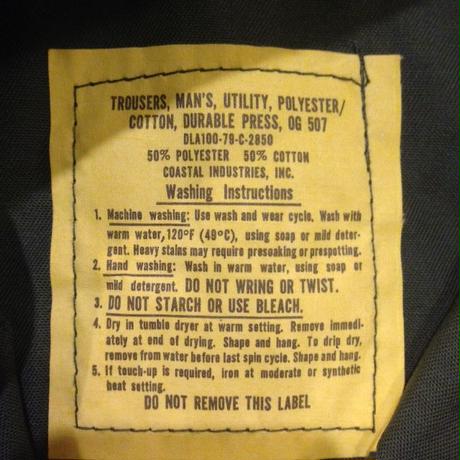 TROUSERS, MAN'S, UTILITY, POLYESTER/
COTTON, DURABLE PRESS, OG 507
DLA100-79-C-2850
50% POLYESTER 50% COTTON
COASTAL INDUSTRIES, INC.
Washing Instructions
1. Machine washing: Use wash and wear cycle. Wash with
warm water, 120°F (49°C), using soap or mild deter-
gent. Heavy stains may require presoaking or prespotting.
2. Hand washing: Wash in warm water, using soap or
mild detergent. DO NOT WRING OR TWIST.
3. DO NOT STARCH OR USE BLEACH.
4. Dry in tumble dryer at warm setting. Remove immedi-
ately at end of drying. Shape and hang. To drip dry,
remove from water before last spin cycle. Shape and hang.
5. If touch-up is required, iron at moderate or synthetic
heat setting.
DO NOT REMOVE THIS LABEL